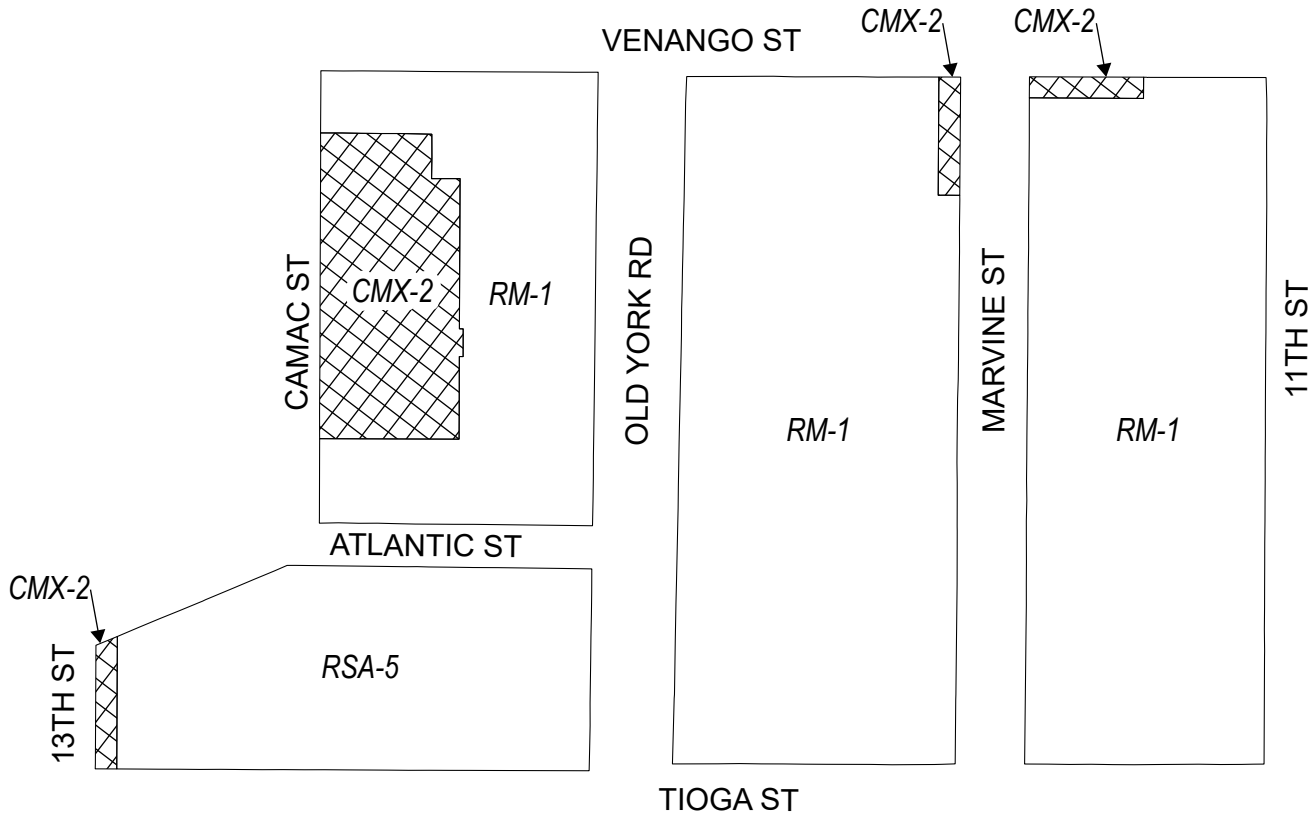 CMX-2
CMX-2
VENANGO ST
CAMAC ST
CMX-2
RM-1
OLD YORK RD
RM-1
MARVINE ST
RM-1
11TH ST
ATLANTIC ST
CMX-2
13TH ST
RSA-5
TIOGA ST